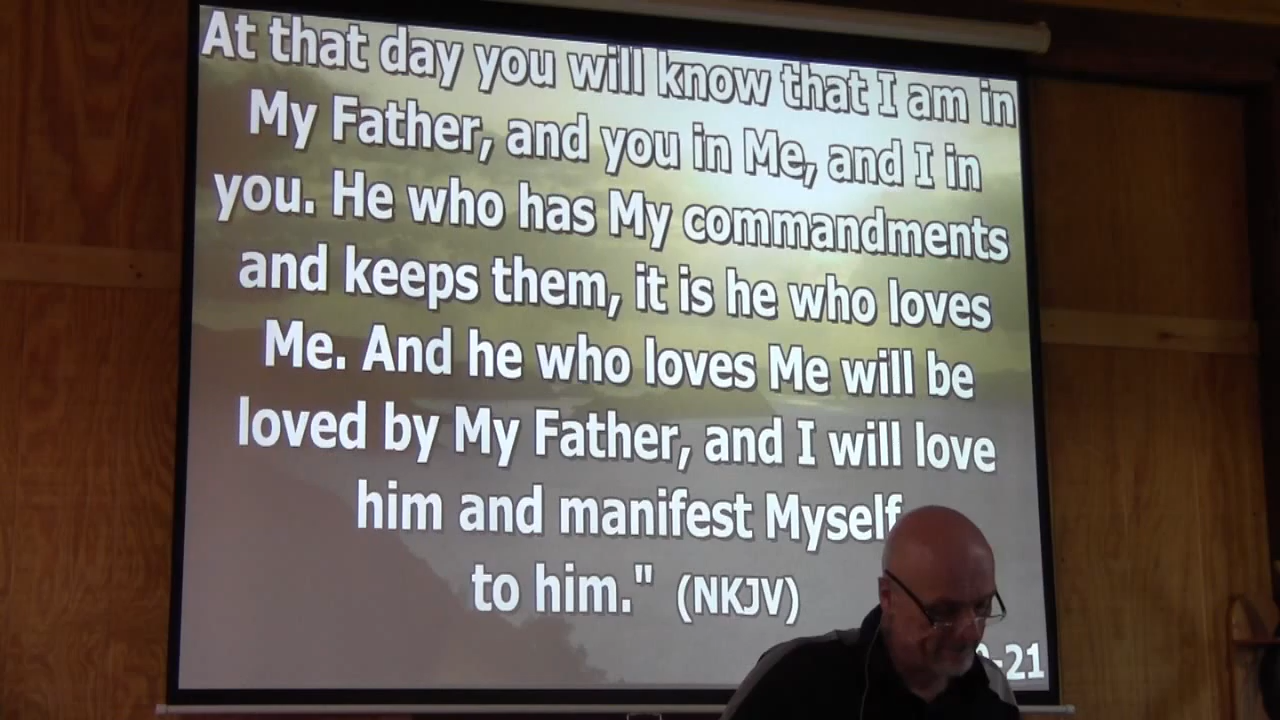 At that day you will know that I am in
My Father, and you in Me, and I in
you. He who has My commandments
and keeps them, it is he who loves
Me. And he who loves Me will be
loved by My Father, and I will love
him and manifest Myself
to him." (NKJV)
-21